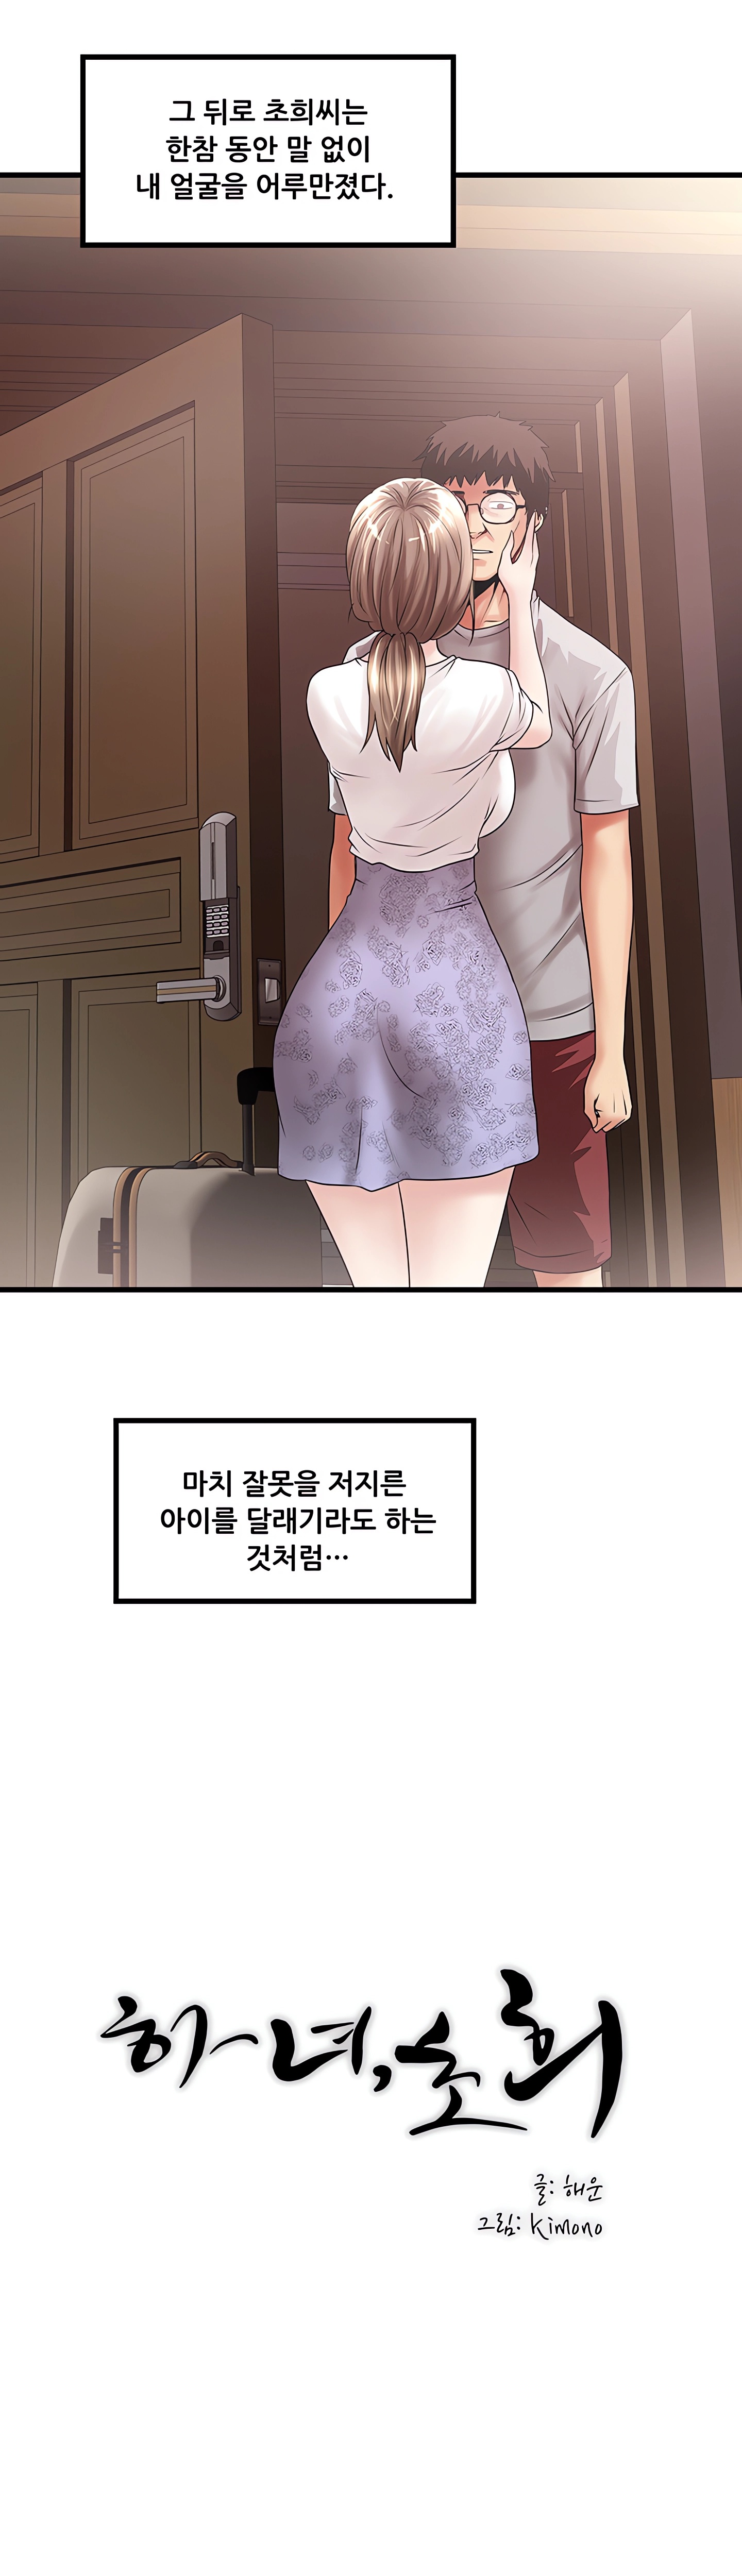 그 뒤로 초희씨는
한참 동안 말 없이
내 얼굴을 어루만졌다.
마치 잘못을 저지른
아이를 달래기라도 하는
것처럼…
하녀, 초희
글: 해운
그림: Kimono